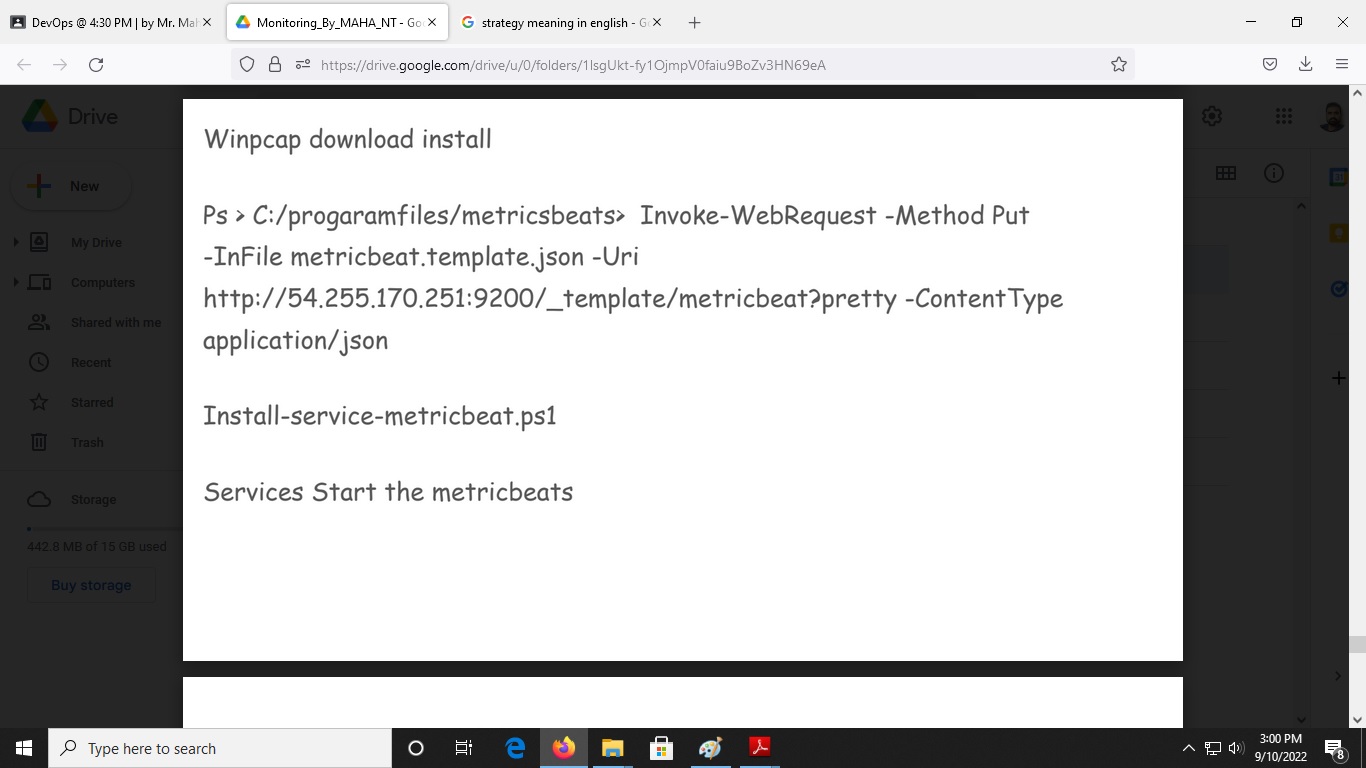 DevOps @ 4:30 PM | by Mr. Mah
Monitoring_By_MAHA_NT - Goo
strategy meaning in english - Go
https://drive.google.com/drive/u/0/folders/1lsgUkt-fy1OjmpV0faiu9BoZv3HN69eA
Drive
New
My Drive
Computers
Shared with me
Recent
Starred
Trash
Storage
442.8 MB of 15 GB used
Buy storage
Winpcap download install
Ps > C:/progaramfiles/metricsbeats> Invoke-WebRequest -Method Put
-InFile metricbeat.template.json -Uri
http://54.255.170.251:9200/_template/metricbeat?pretty -ContentType
application/json
Install-service-metricbeat.ps1
Services Start the metricbeats
Type here to search
3:00 PM
9/10/2022
8